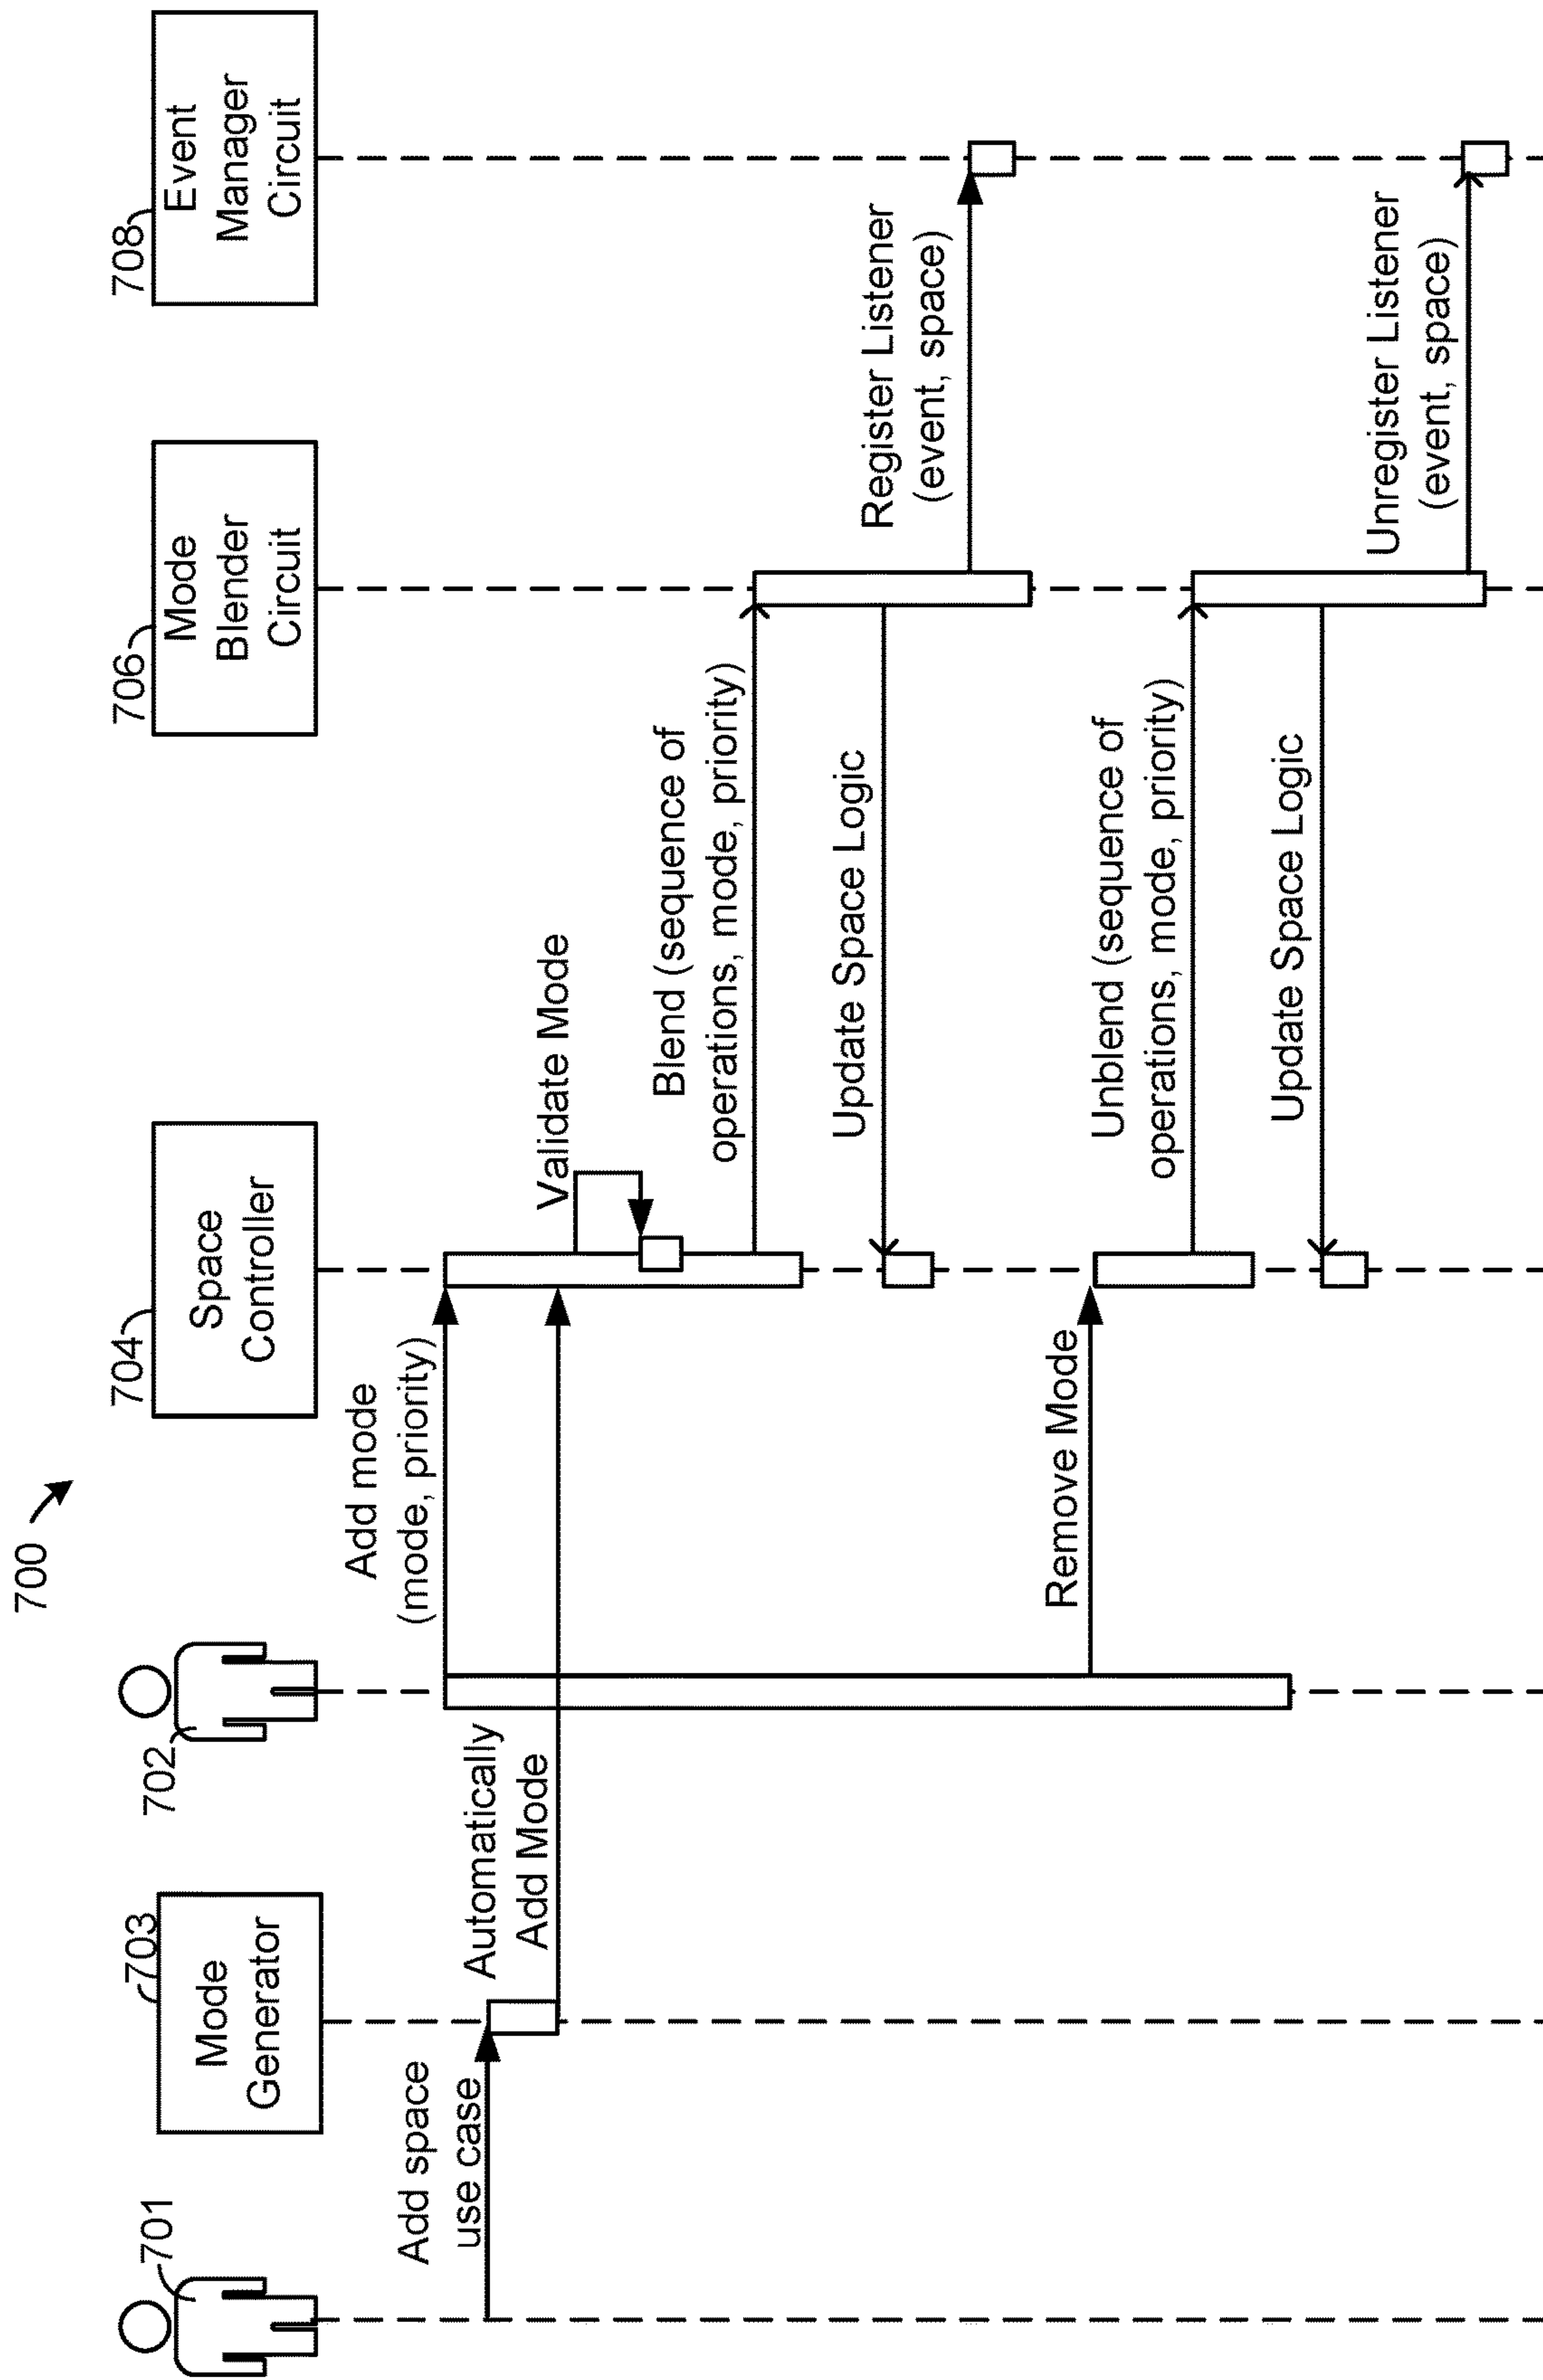 700
701
703
702
704
706
708
Mode
Generator
Space
Controller
Mode
Blender
Circuit
Event
Manager
Circuit
Add mode
(mode, priority)
Add space
use case
Automatically
Add Mode
Validate Mode
Blend (sequence of
operations, mode, priority)
Update Space Logic
Register Listener
(event, space)
Remove Mode
Unblend (sequence of
operations, mode, priority)
Update Space Logic
Unregister Listener
(event, space)